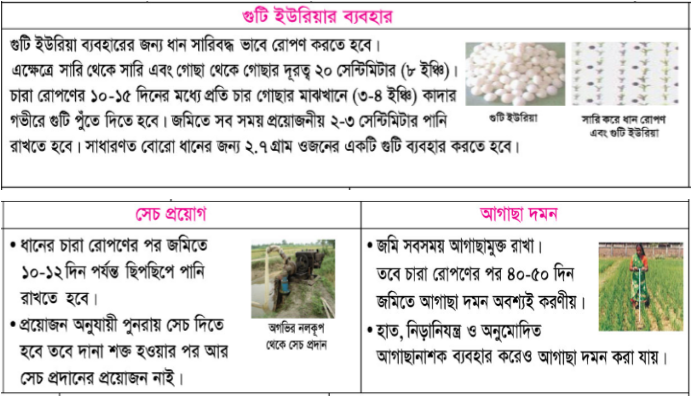 গুটি ইউরিয়ার ব্যবহার
গুটি ইউরিয়া ব্যবহারের জন্য ধান সারিবদ্ধ ভাবে রোপণ করতে হবে।
এক্ষেত্রে সারি থেকে সারি এবং গোছা থেকে গোছার দূরত্ব ২০ সেন্টিমিটার (৮ ইঞ্চি)।
চারা রোপণের ১০-১৫ দিনের মধ্যে প্রতি চার গোছার মাঝখানে (৩-৪ ইঞ্চি) কাদার
গভীরে গুটি পুঁতে দিতে হবে। জমিতে সব সময় প্রয়োজনীয় ২-৩ সেন্টিমিটার পানি
রাখতে হবে। সাধারণত বোরো ধানের জন্য ২.৭ গ্রাম ওজনের একটি গুটি ব্যবহার করতে হবে।
গুটি ইউরিয়া
সারি করে ধান রোপণ
এবং গুটি ইউরিয়া
সেচ প্রয়োগ
• ধানের চারা রোপণের পর জমিতে
১০-১২ দিন পর্যন্ত ছিপছিপে পানি
রাখতে হবে।
• প্রয়োজন অনুযায়ী পুনরায় সেচ দিতে
হবে তবে দানা শক্ত হওয়ার পর আর
সেচ প্রদানের প্রয়োজন নাই।
অগভির নলকূপ
থেকে সেচ প্রদান
আগাছা দমন
• জমি সবসময় আগাছামুক্ত রাখা।
তবে চারা রোপণের পর ৪০-৫০ দিন
জমিতে আগাছা দমন অবশ্যই করণীয়।
• হাত, নিড়ানিযন্ত্র ও অনুমোদিত
আগাছানাশক ব্যবহার করেও আগাছা দমন করা যায়।